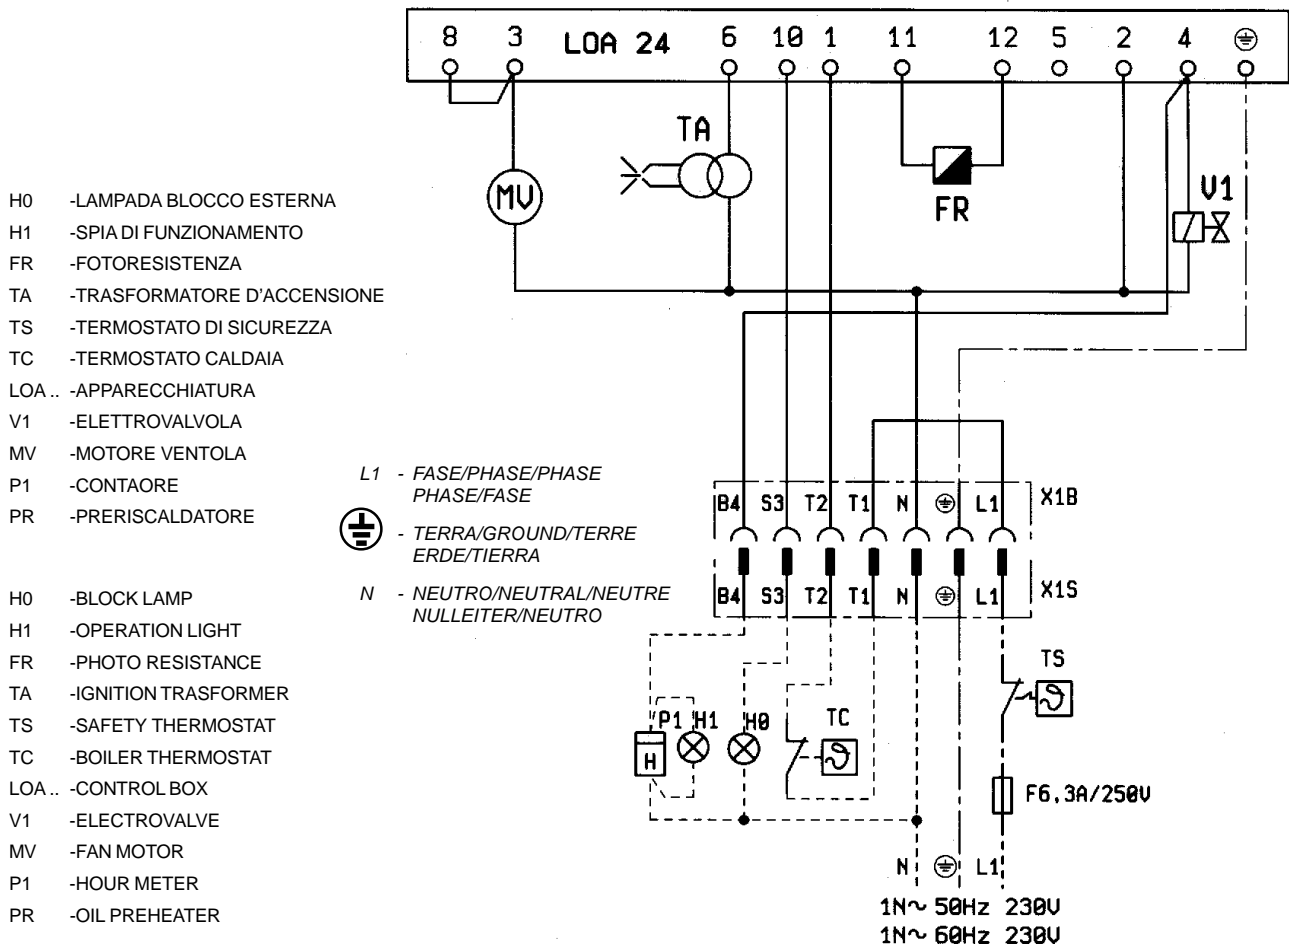 8 3 LOA 24 6 10 1 11 12 5 2 4
TA
MV
FR
V1
H0 -LAMPADA BLOCCO ESTERNA
H1 -SPIA DI FUNZIONAMENTO
FR -FOTORESISTENZA
TA -TRASFORMATORE D'ACCENSIONE
TS -TERMOSTATO DI SICUREZZA
TC -TERMOSTATO CALDAIA
LOA .. -APPARECCHIATURA
V1 -ELETTROVALVOLA
MV -MOTORE VENTOLA
P1 -CONTAORE
PR -PRERISCALDATORE
L1 - FASE/PHASE/PHASE
PHASE/FASE
- TERRA/GROUND/TERRE
ERDE/TIERRA
N - NEUTRO/NEUTRAL/NEUTRE
NULLEITER/NEUTRO
B4 S3 T2 T1 N L1 X1B
B4 S3 T2 T1 N L1 X1S
H0 -BLOCK LAMP
H1 -OPERATION LIGHT
FR -PHOTO RESISTANCE
TA -IGNITION TRASFORMER
TS -SAFETY THERMOSTAT
TC -BOILER THERMOSTAT
LOA .. -CONTROL BOX
V1 -ELECTROVALVE
MV -FAN MOTOR
P1 -HOUR METER
PR -OIL PREHEATER
TS
P1 H1 H0 TC
H
F6,3A/250V
N L1
1N~ 50Hz 230V
1N~ 60Hz 230V